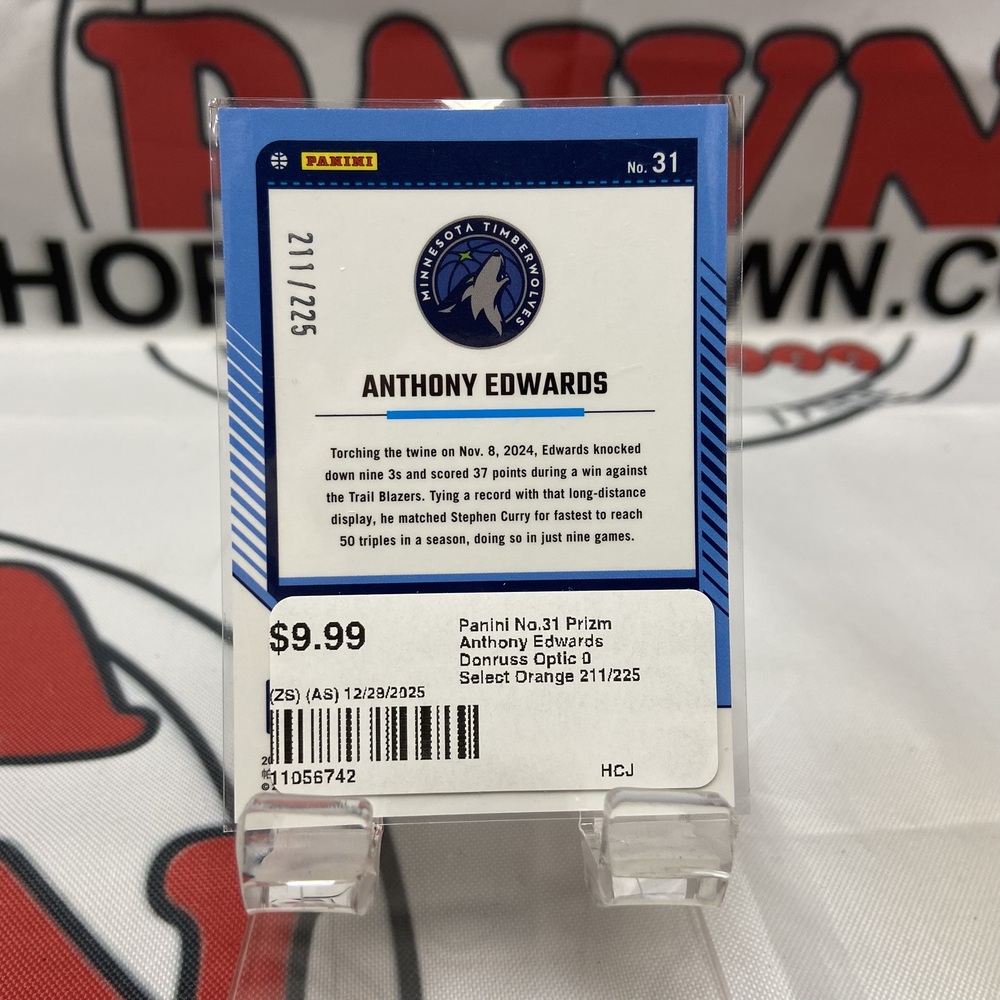 PAWN
HOP
WN.C
PANINI
No. 31
211/225
MINNESOTA TIMBERWOLVES
ANTHONY EDWARDS
Torching the twine on Nov. 8, 2024, Edwards knocked
down nine 3s and scored 37 points during a win against
the Trail Blazers. Tying a record with that long-distance
display, he matched Stephen Curry for fastest to reach
50 triples in a season, doing so in just nine games.
$9.99
Panini No.31 Prizm
Anthony Edwards
Donruss Optic 0
Select Orange 211/225
(ZS) (AS) 12/29/2025
11056742
HCJ